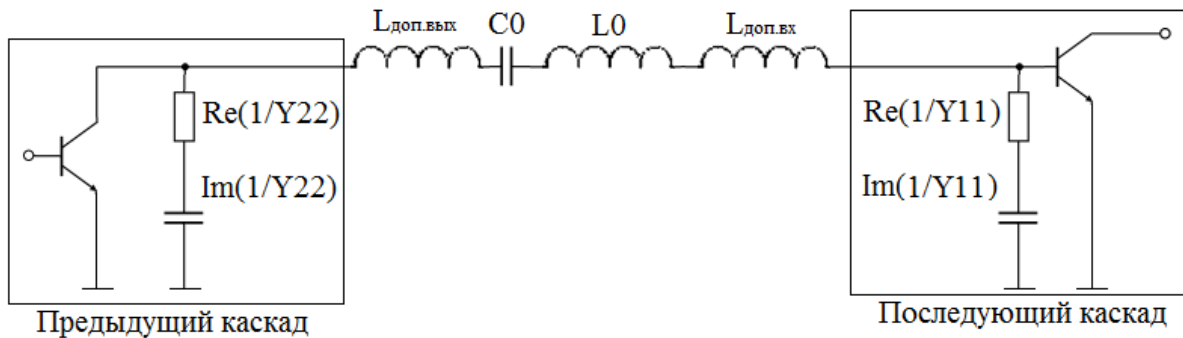 Lдоп.вых C0 L0 Lдоп.вх
Re(1/Y22)
Im(1/Y22)
Предыдущий каскад
Re(1/Y11)
Im(1/Y11)
Последующий каскад